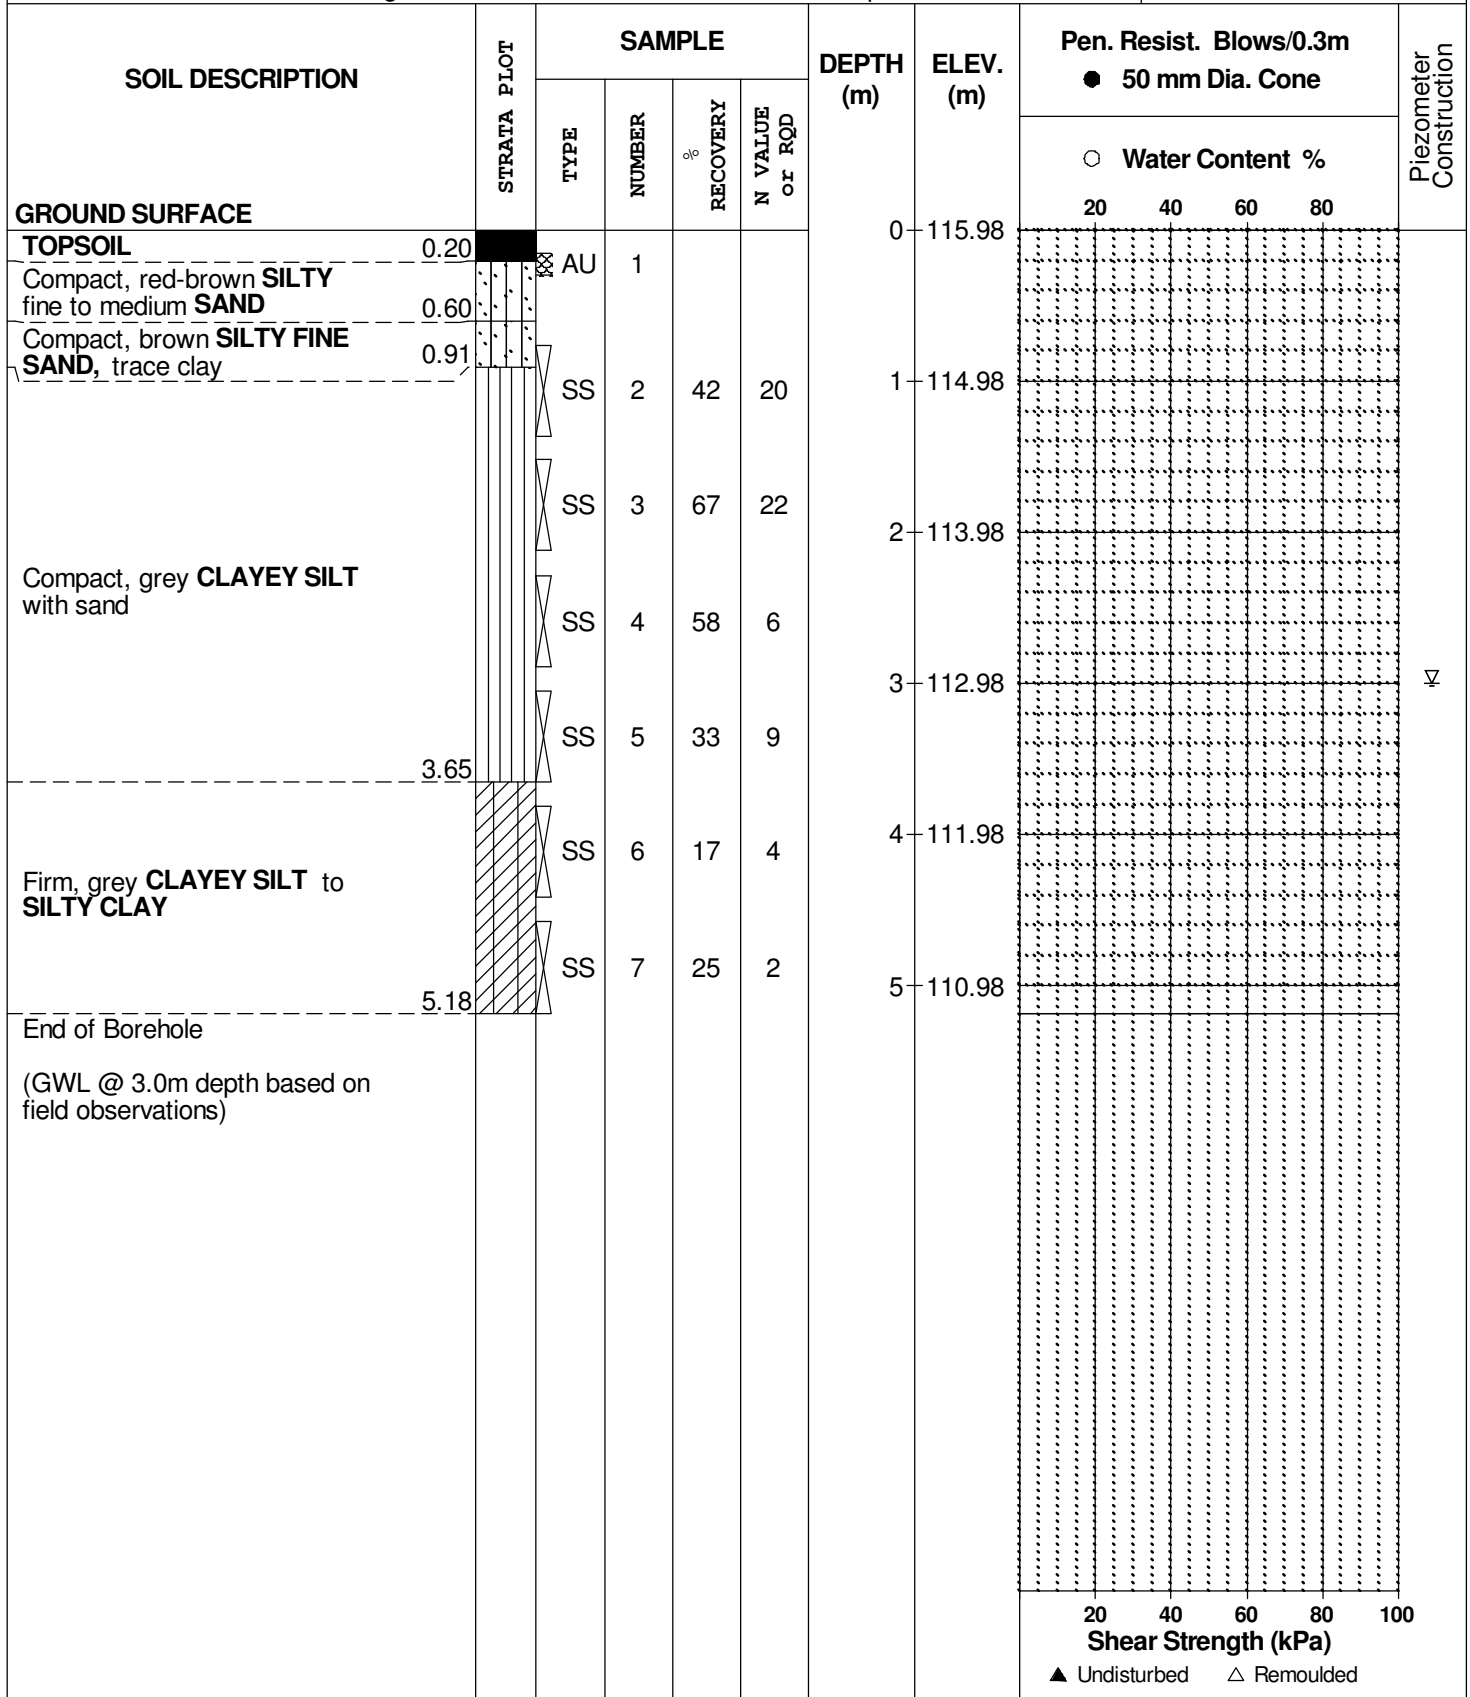 SOIL DESCRIPTION
STRATA PLOT
SAMPLE
TYPE
NUMBER
%
RECOVERY
N VALUE
or RQD
DEPTH
(m)
ELEV.
(m)
Pen. Resist. Blows/0.3m
● 50 mm Dia. Cone
○ Water Content %
Piezometer
Construction
20 40 60 80
GROUND SURFACE
0 115.98
TOPSOIL 0.20
AU 1
Compact, red-brown SILTY
fine to medium SAND 0.60
Compact, brown SILTY FINE
SAND, trace clay 0.91
1 114.98
SS 2 42 20
SS 3 67 22
2 113.98
Compact, grey CLAYEY SILT
with sand
SS 4 58 6
3 112.98
SS 5 33 9
3.65
4 111.98
SS 6 17 4
Firm, grey CLAYEY SILT to
SILTY CLAY
SS 7 25 2
5 110.98
5.18
End of Borehole
(GWL @ 3.0m depth based on
field observations)
20 40 60 80 100
Shear Strength (kPa)
▲ Undisturbed △ Remoulded